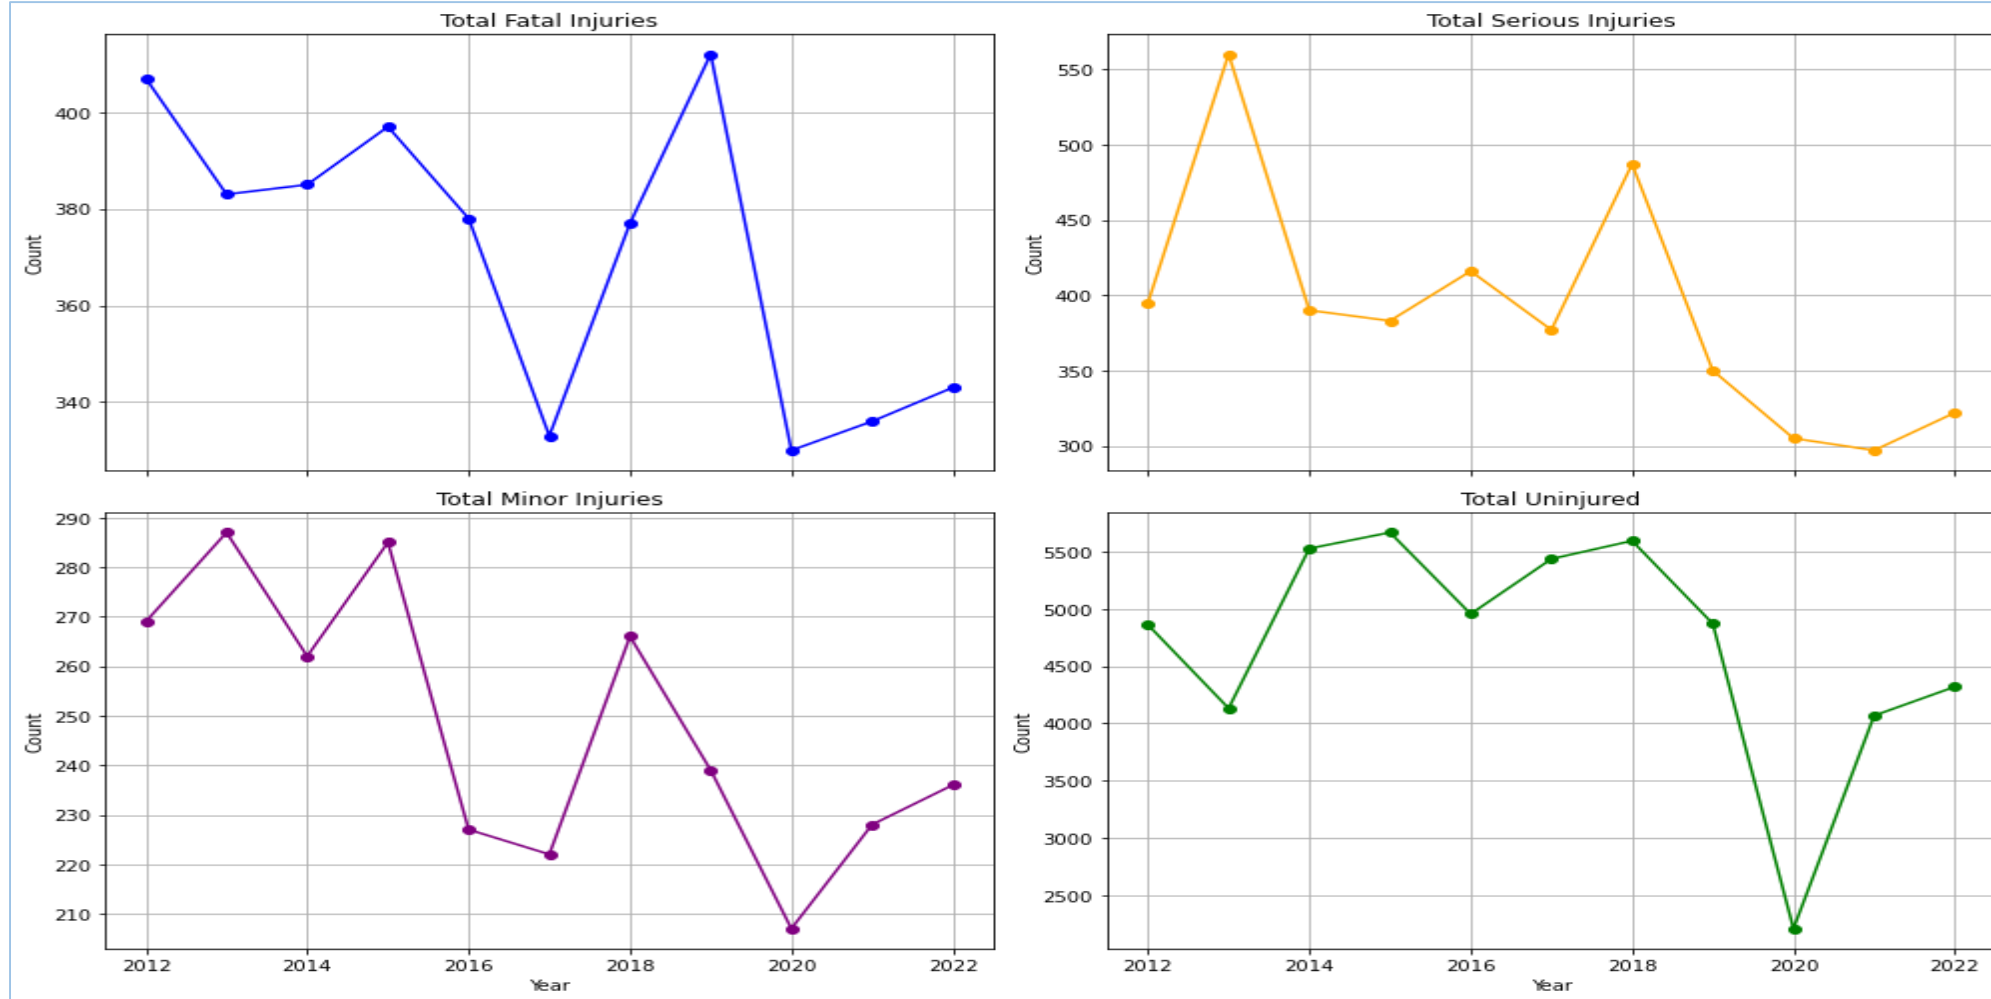 Total Fatal Injuries
400
380
360
340
Count
Total Serious Injuries
550
500
450
400
350
300
Count
Total Minor Injuries
290
280
270
260
250
240
230
220
210
Count
2012 2014 2016 2018 2020 2022
Year
Total Uninjured
5500
5000
4500
4000
3500
3000
2500
Count
2012 2014 2016 2018 2020 2022
Year